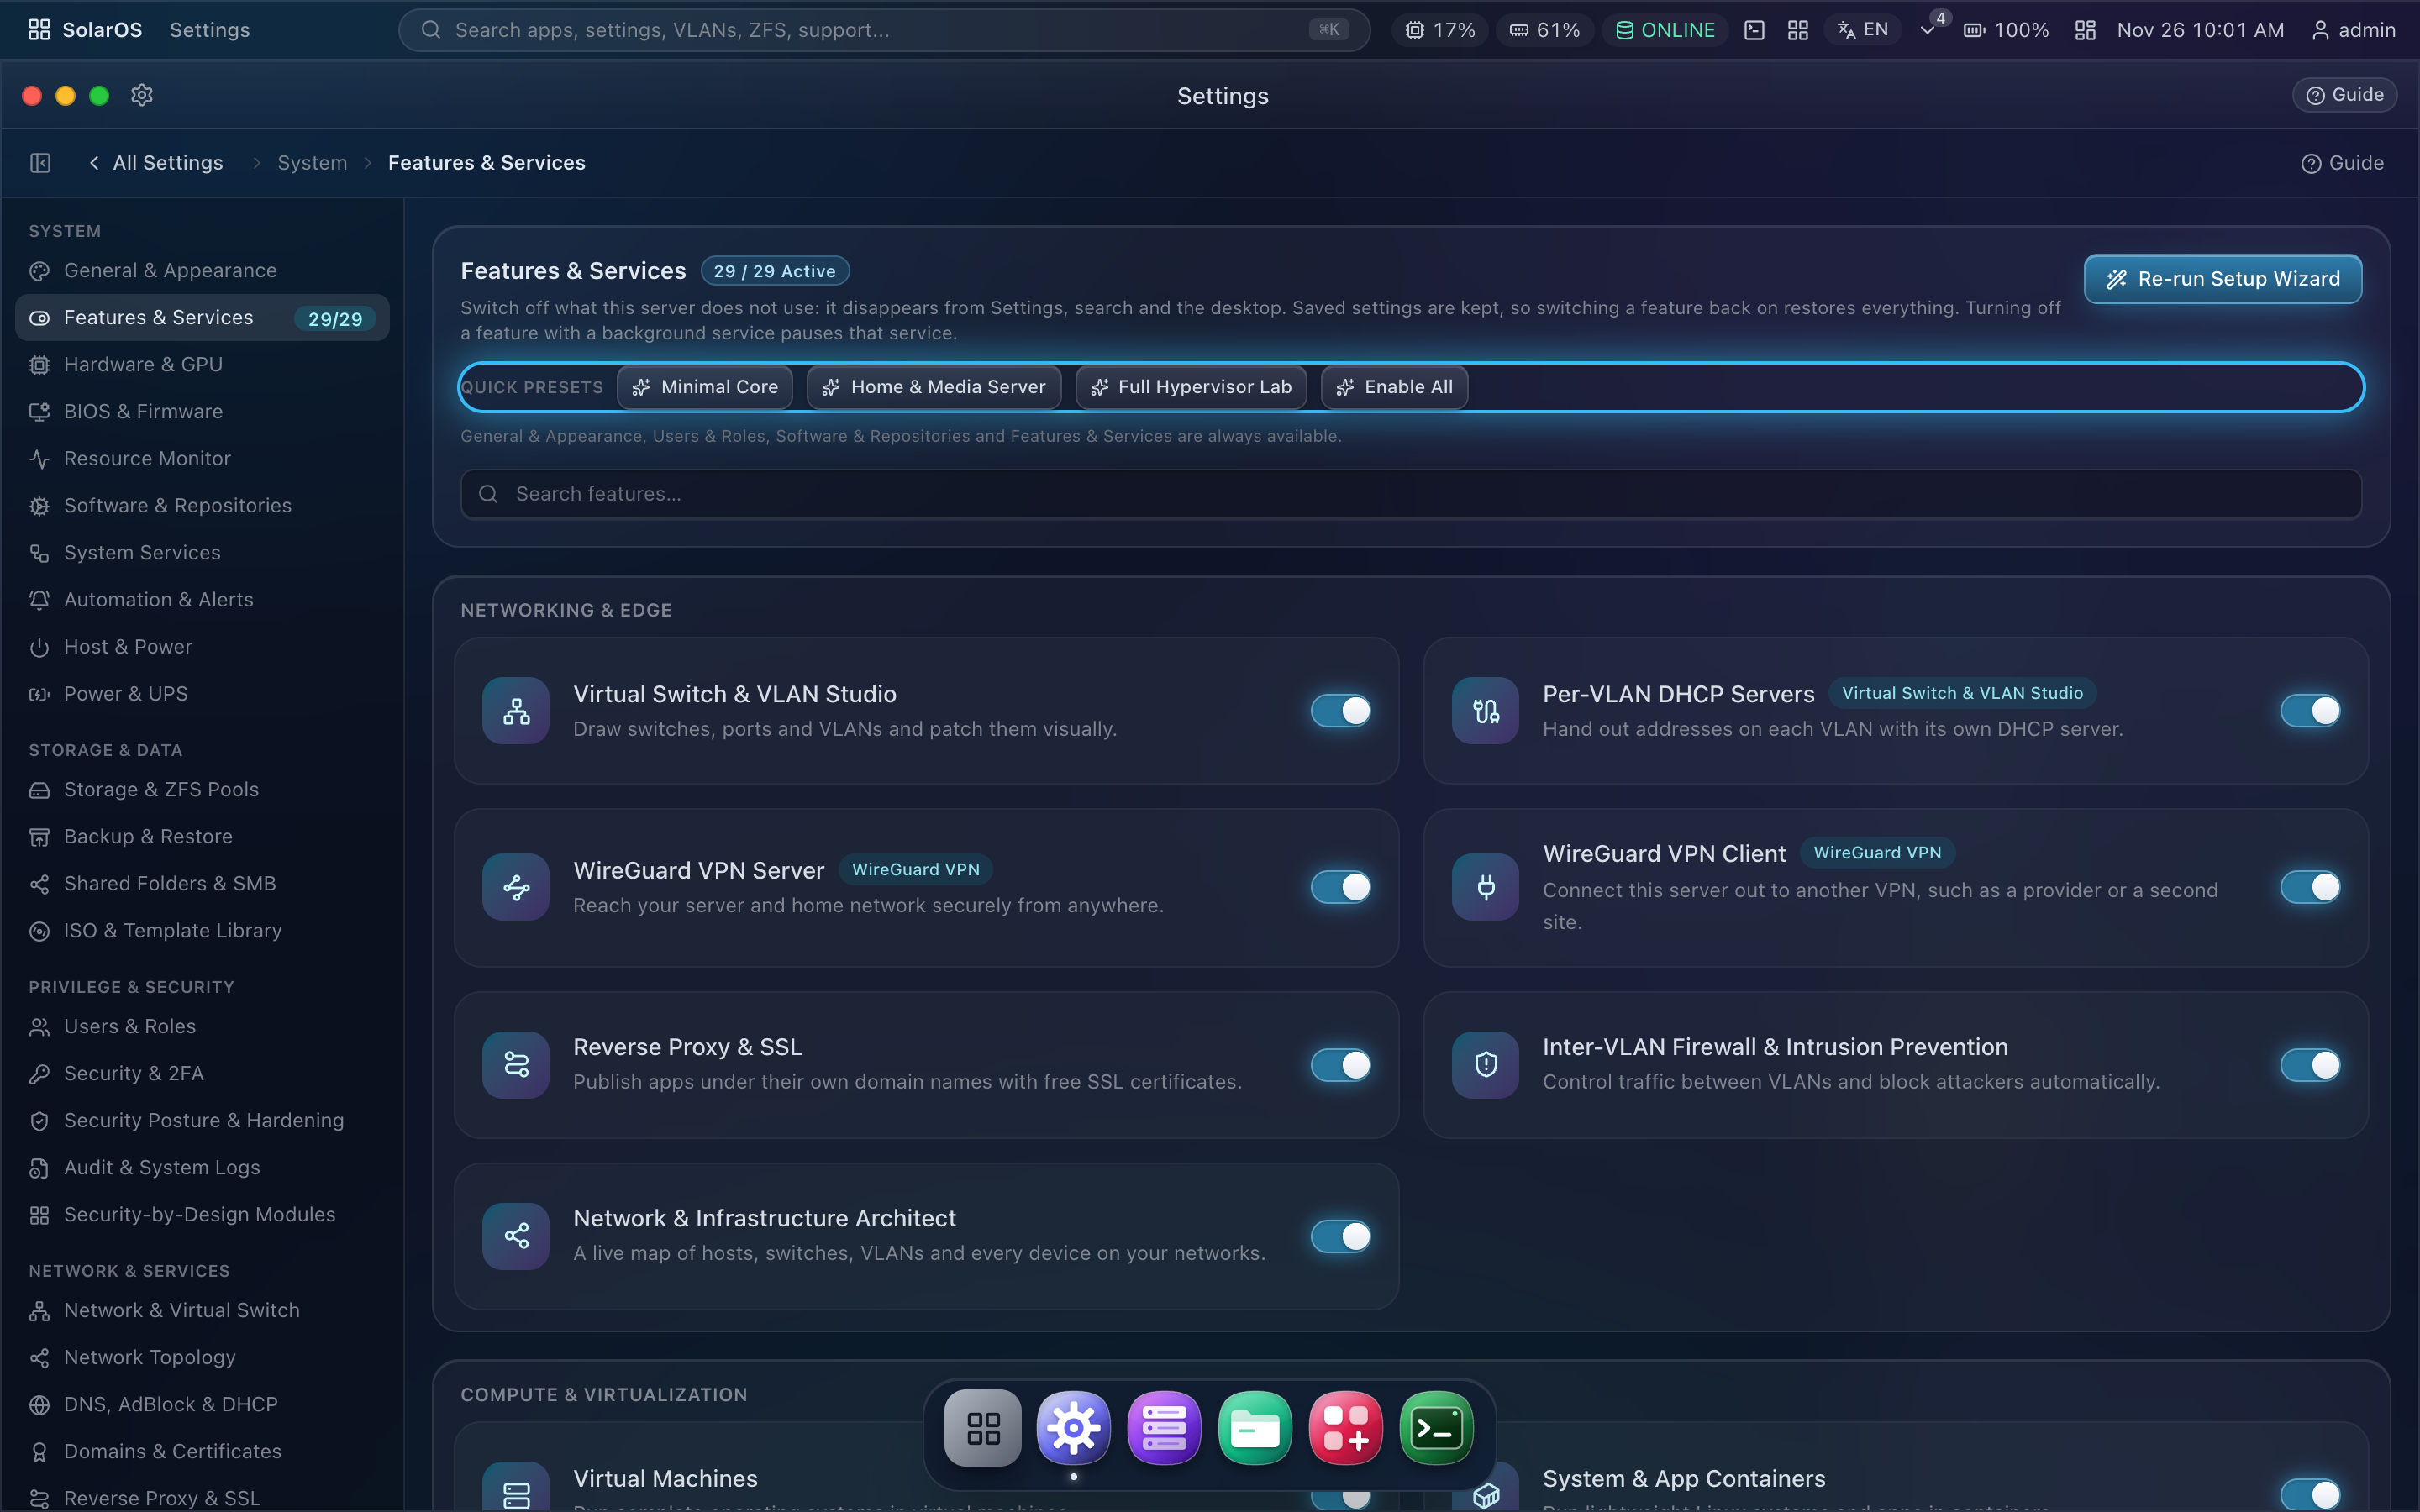 SolarOS Settings Search apps, settings, VLANs, ZFS, support... ⌘K 17% 61% ONLINE EN 4 100% Nov 26 10:01 AM admin
Settings
Guide
All Settings System Features & Services
Guide
SYSTEM
General & Appearance
Features & Services 29/29
Hardware & GPU
BIOS & Firmware
Resource Monitor
Software & Repositories
System Services
Automation & Alerts
Host & Power
Power & UPS
STORAGE & DATA
Storage & ZFS Pools
Backup & Restore
Shared Folders & SMB
ISO & Template Library
PRIVILEGE & SECURITY
Users & Roles
Security & 2FA
Security Posture & Hardening
Audit & System Logs
Security-by-Design Modules
NETWORK & SERVICES
Network & Virtual Switch
Network Topology
DNS, AdBlock & DHCP
Domains & Certificates
Reverse Proxy & SSL
Features & Services 29 / 29 Active
Switch off what this server does not use: it disappears from Settings, search and the desktop. Saved settings are kept, so switching a feature back on restores everything. Turning off
a feature with a background service pauses that service.
Re-run Setup Wizard
QUICK PRESETS Minimal Core Home & Media Server Full Hypervisor Lab Enable All
General & Appearance, Users & Roles, Software & Repositories and Features & Services are always available.
Search features...
NETWORKING & EDGE
Virtual Switch & VLAN Studio
Draw switches, ports and VLANs and patch them visually.
Per-VLAN DHCP Servers Virtual Switch & VLAN Studio
Hand out addresses on each VLAN with its own DHCP server.
WireGuard VPN Server WireGuard VPN
Reach your server and home network securely from anywhere.
WireGuard VPN Client WireGuard VPN
Connect this server out to another VPN, such as a provider or a second
site.
Reverse Proxy & SSL
Publish apps under their own domain names with free SSL certificates.
Inter-VLAN Firewall & Intrusion Prevention
Control traffic between VLANs and block attackers automatically.
Network & Infrastructure Architect
A live map of hosts, switches, VLANs and every device on your networks.
COMPUTE & VIRTUALIZATION
Virtual Machines
System & App Containers